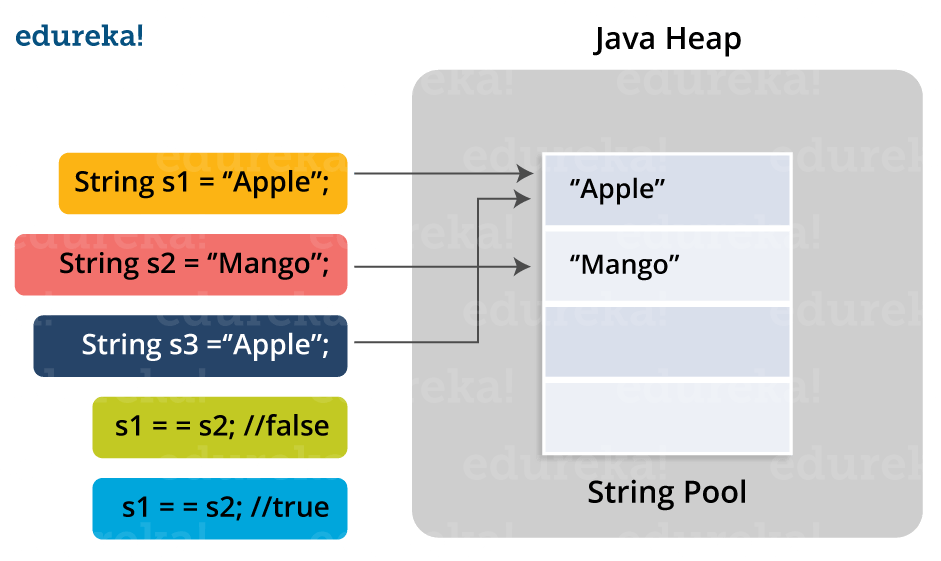 edureka!
Java Heap
String s1 = “Apple”;
String s2 = “Mango”;
String s3 =“Apple”;
s1 = = s2; //false
s1 = = s2; //true
“Apple”
“Mango”
String Pool